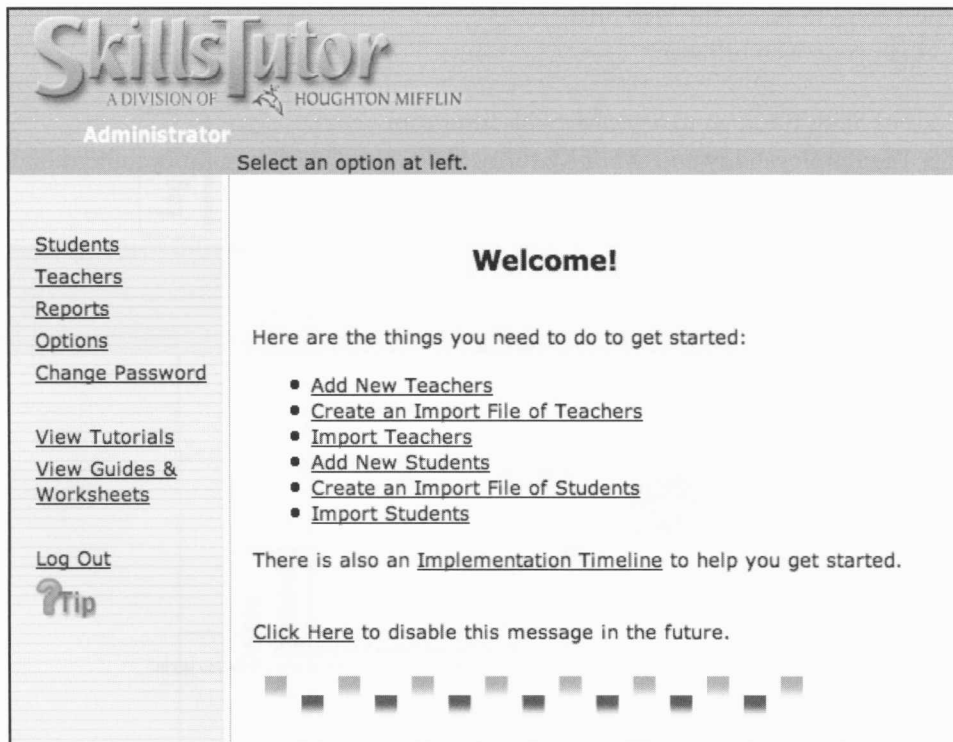 SkillsTutor
A DIVISION OF HOUGHTON MIFFLIN
Administrator
Select an option at left.
Students
Teachers
Reports
Options
Change Password
View Tutorials
View Guides &
Worksheets
Log Out
?Tip
Welcome!
Here are the things you need to do to get started:
• Add New Teachers
• Create an Import File of Teachers
• Import Teachers
• Add New Students
• Create an Import File of Students
• Import Students
There is also an Implementation Timeline to help you get started.
Click Here to disable this message in the future.